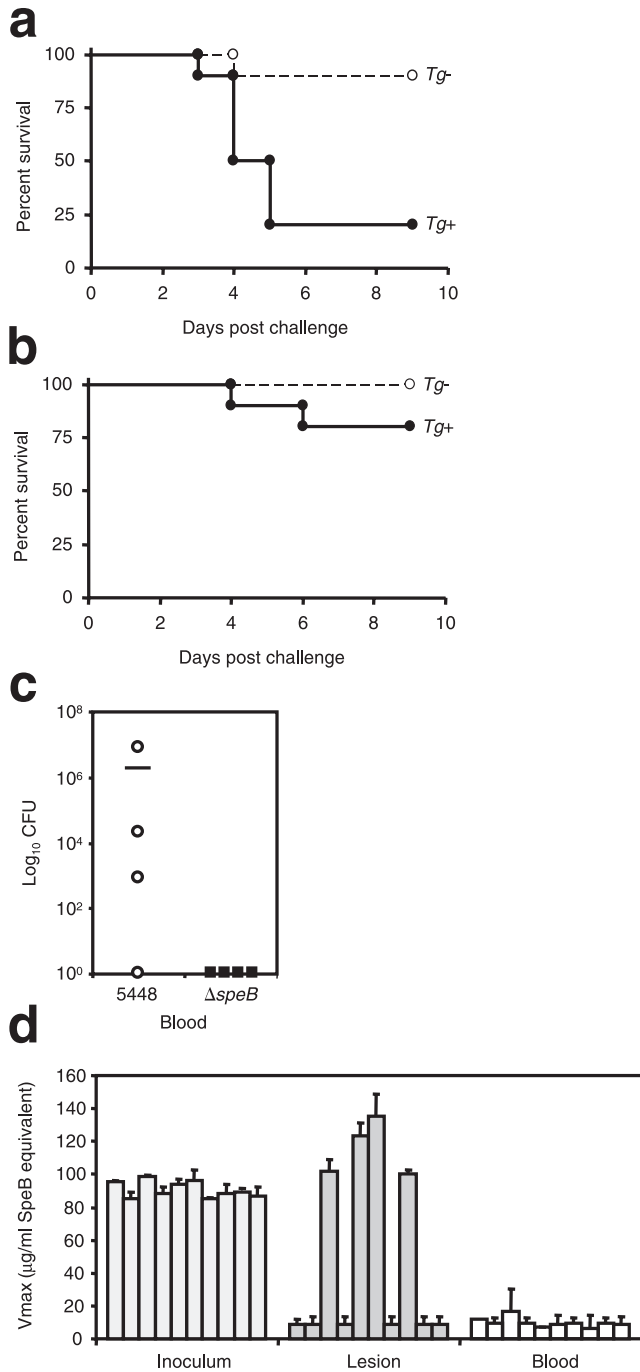 a
100
75
50
25
0
Percent survival
Tg-
Tg+
0 2 4 6 8 10
Days post challenge
b
100
75
50
25
0
Percent survival
Tg-
Tg+
0 2 4 6 8 10
Days post challenge
c
10⁸
10⁶
10⁴
10²
10⁰
Log₁₀ CFU
5448 ΔspeB
Blood
d
160
140
120
100
80
60
40
20
0
Vmax (μg/ml SpeB equivalent)
Inoculum Lesion Blood